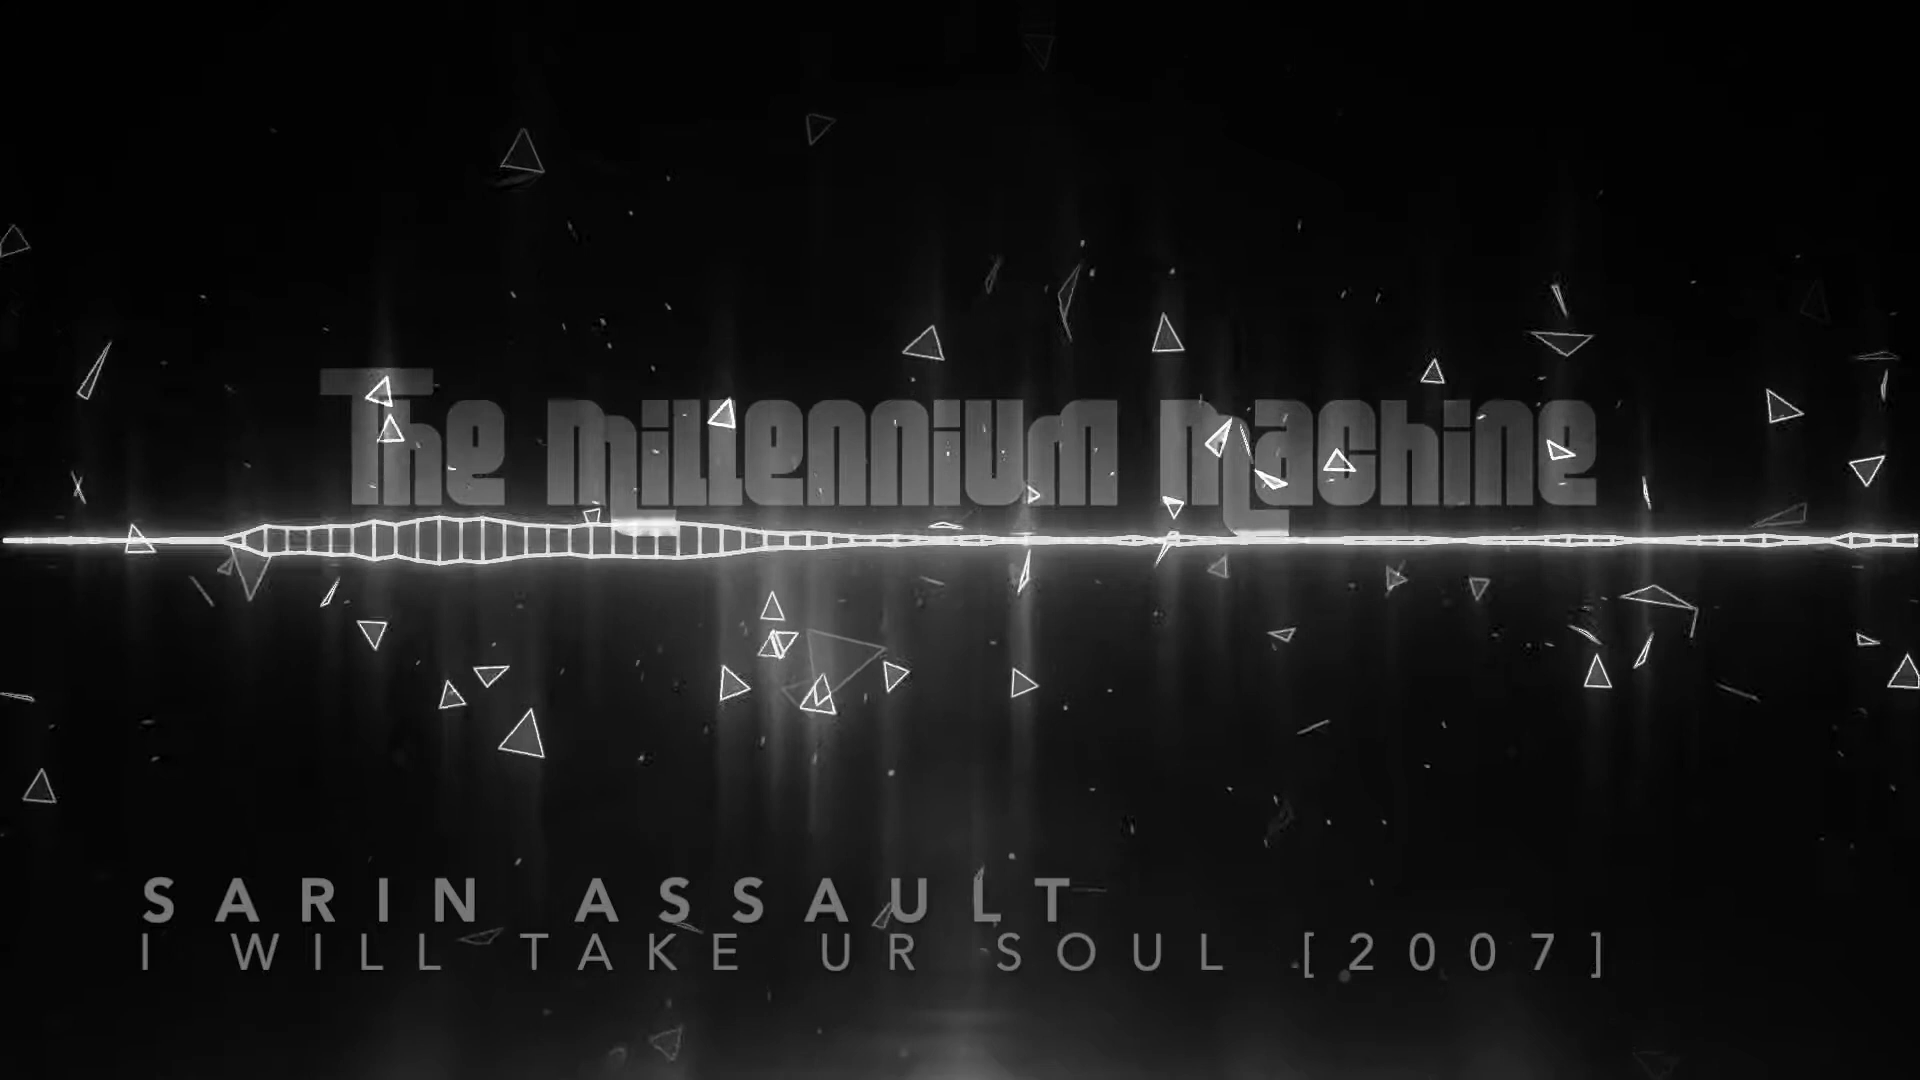 The Millennium Machine
SARIN ASSAULT
I WILL TAKE UR SOUL [2007]